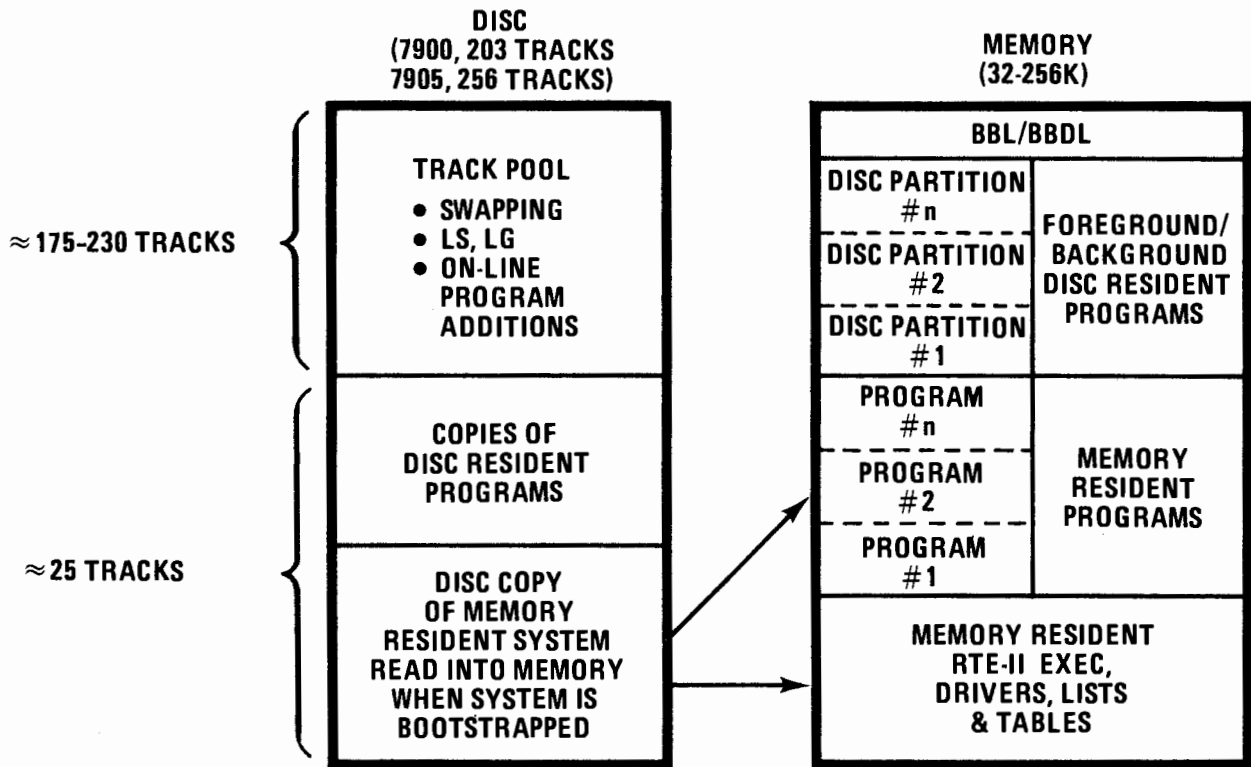 DISC
(7900, 203 TRACKS
7905, 256 TRACKS)
≈175-230 TRACKS
TRACK POOL
• SWAPPING
• LS, LG
• ON-LINE
PROGRAM
ADDITIONS
≈25 TRACKS
COPIES OF
DISC RESIDENT
PROGRAMS
DISC COPY
OF MEMORY
RESIDENT SYSTEM
READ INTO MEMORY
WHEN SYSTEM IS
BOOTSTRAPPED
MEMORY
(32-256K)
BBL/BBDL
DISC PARTITION
#n
DISC PARTITION
#2
DISC PARTITION
#1
FOREGROUND/
BACKGROUND
DISC RESIDENT
PROGRAMS
PROGRAM
#n
PROGRAM
#2
PROGRAM
#1
MEMORY
RESIDENT
PROGRAMS
MEMORY RESIDENT
RTE-II EXEC,
DRIVERS, LISTS
& TABLES